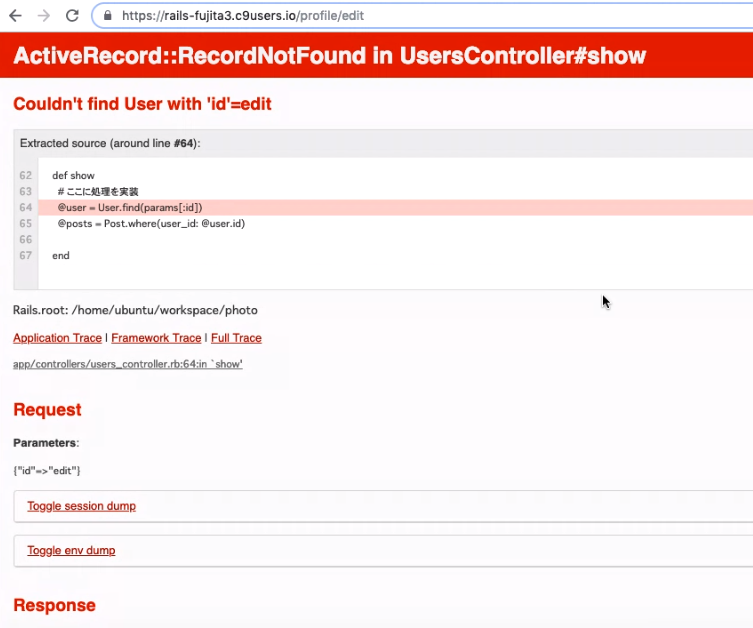 https://rails-fujita3.c9users.io/profile/edit
ActiveRecord::RecordNotFound in UsersController#show
Couldn't find User with 'id'=edit
Extracted source (around line #64):
62 def show
63 # ここに処理を実装
64 @user = User.find(params[:id])
65 @posts = Post.where(user_id: @user.id)
66
67 end
Rails.root: /home/ubuntu/workspace/photo
Application Trace | Framework Trace | Full Trace
app/controllers/users_controller.rb:64:in `show'
Request
Parameters:
{"id"=>"edit"}
Toggle session dump
Toggle env dump
Response